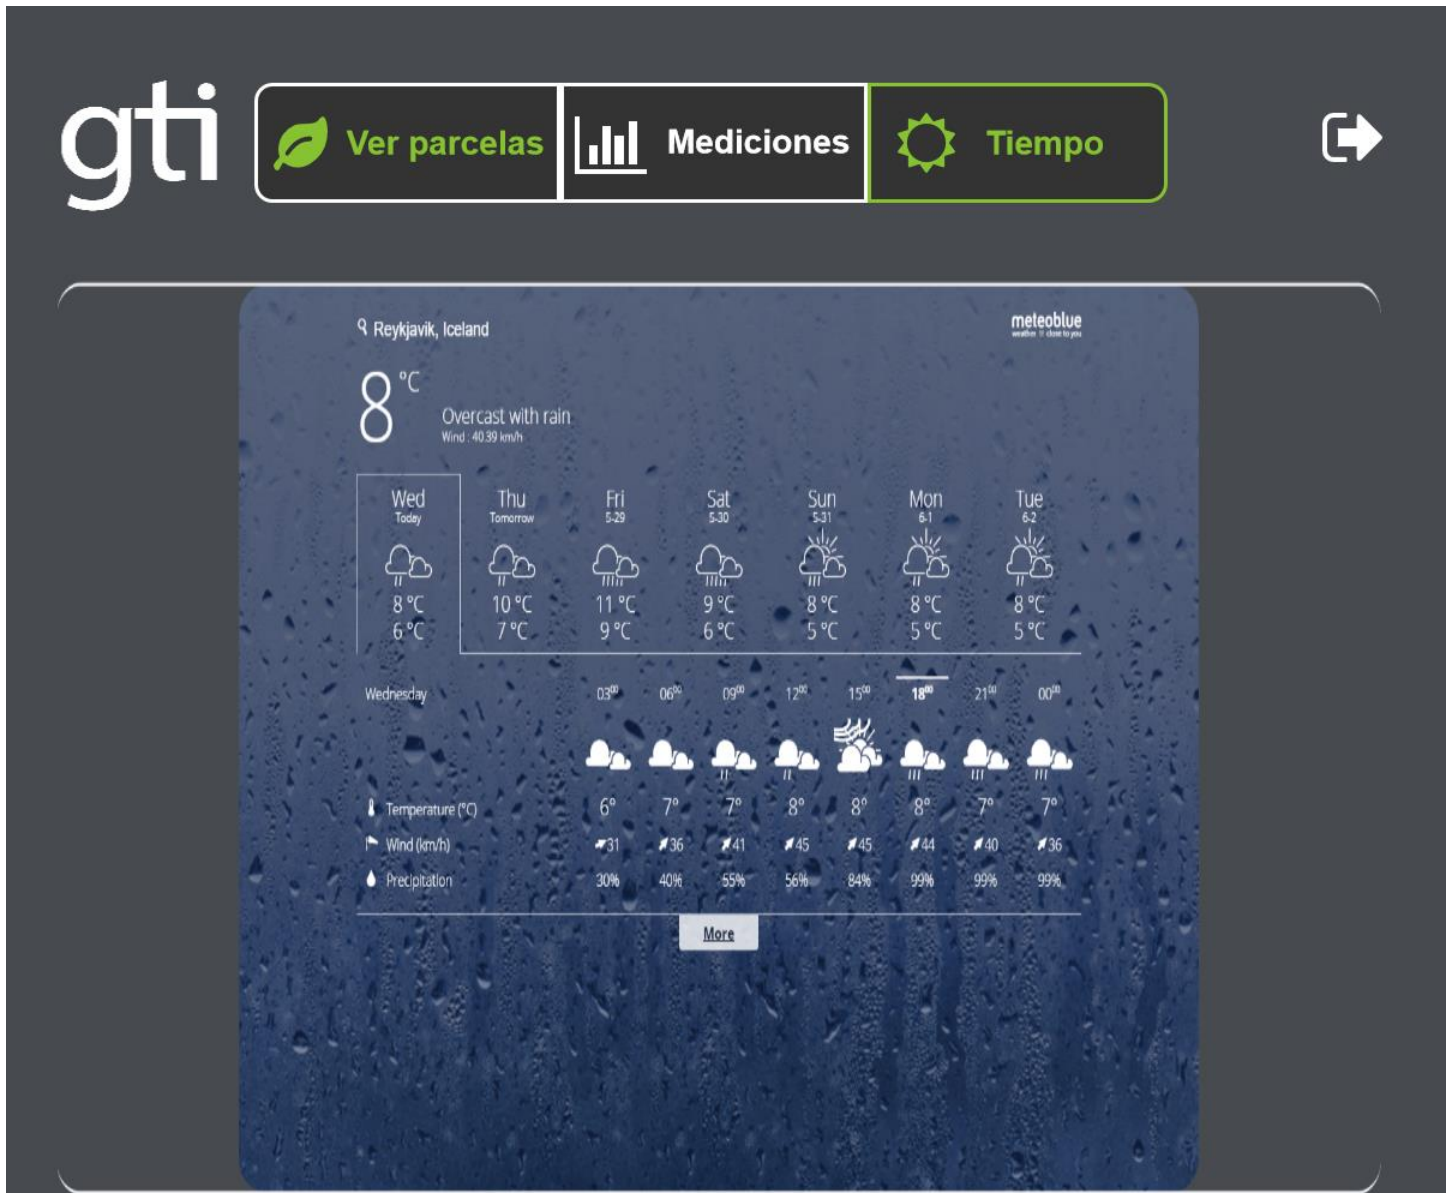 gti
Ver parcelas Mediciones Tiempo
Reykjavik, Iceland
meteoblue
weather close to you
8 °C
Overcast with rain
Wind : 40.39 km/h
Wed Thu Fri Sat Sun Mon Tue
Today Tomorrow 5-29 5-30 5-31 6-1 6-2
8 °C 10 °C 11 °C 9 °C 8 °C 8 °C 8 °C
6 °C 7 °C 9 °C 6 °C 5 °C 5 °C 5 °C
Wednesday 03⁰⁰ 06⁰⁰ 09⁰⁰ 12⁰⁰ 15⁰⁰ 18⁰⁰ 21⁰⁰ 00⁰⁰
Temperature (°C) 6° 7° 7° 8° 8° 8° 7° 7°
Wind (km/h) 31 36 41 45 45 44 40 36
Precipitation 30% 40% 55% 56% 84% 99% 99% 99%
More